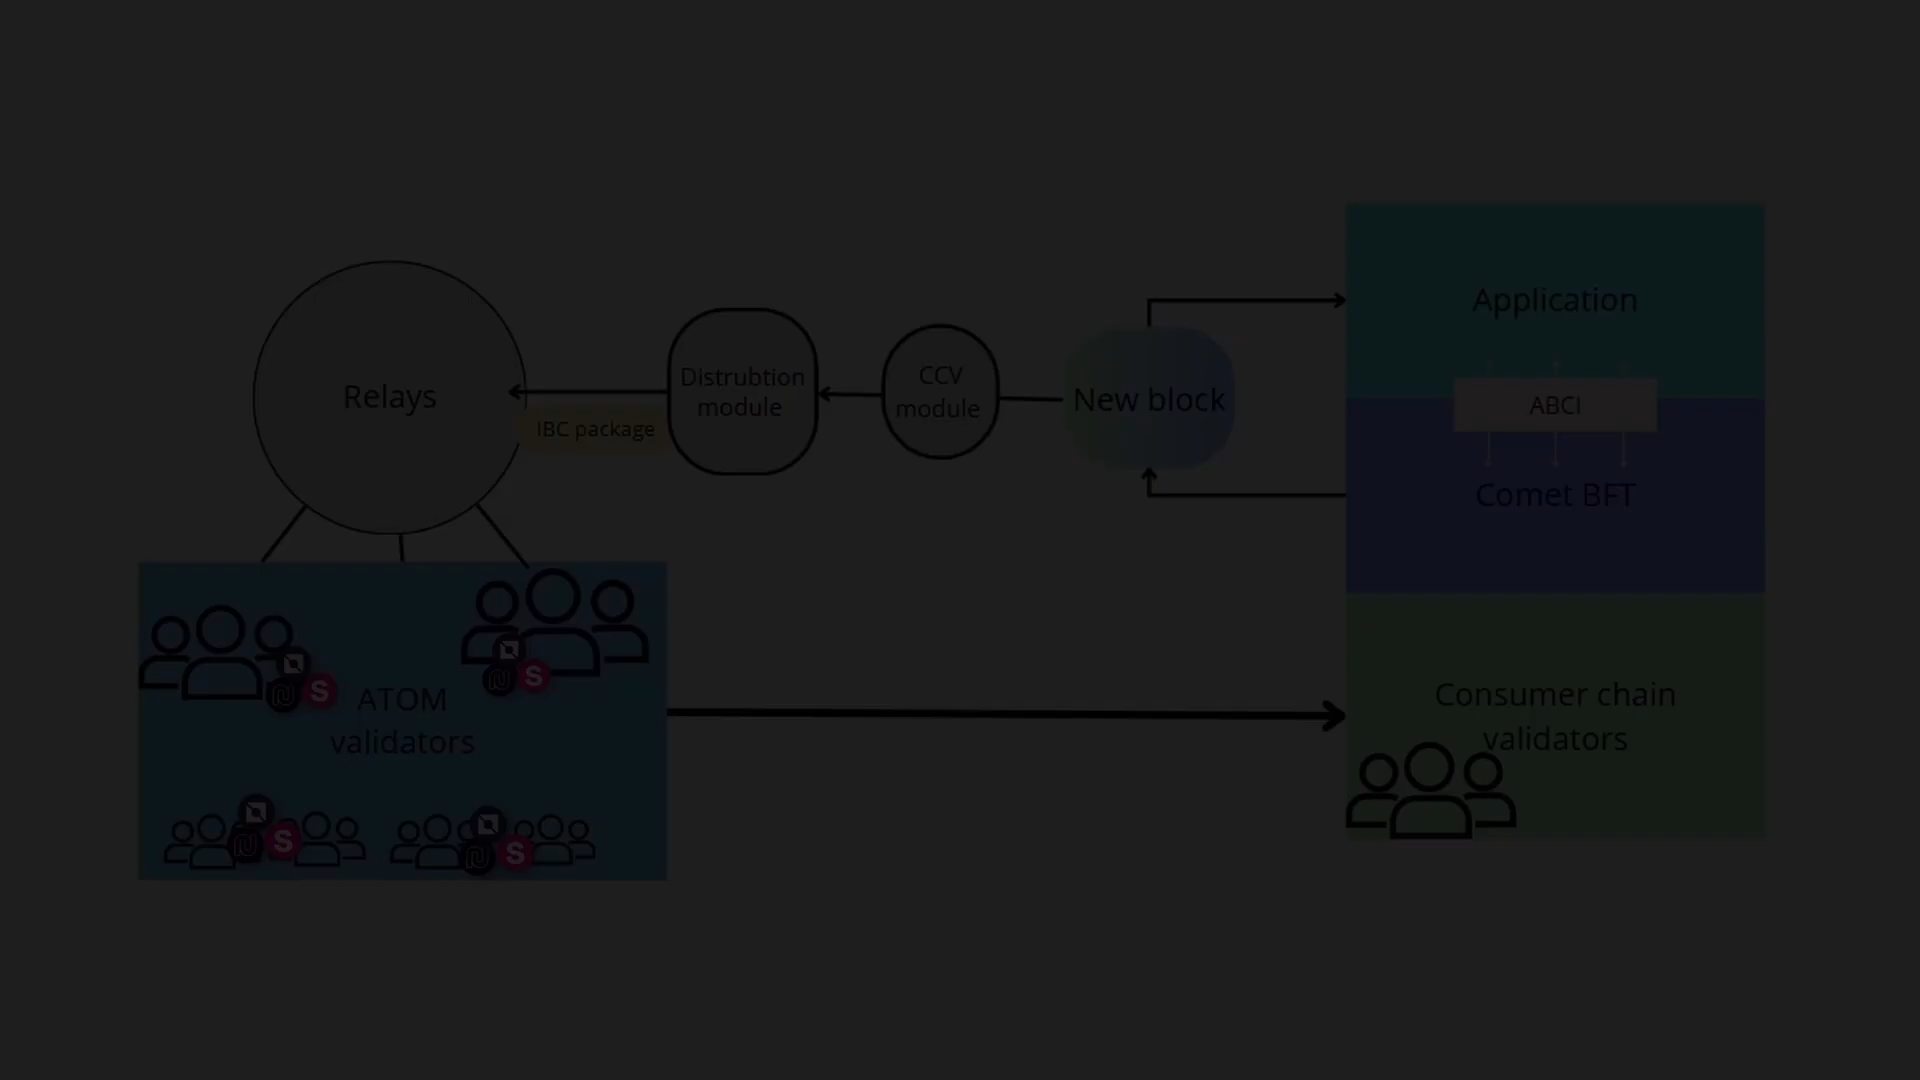 Application
Relays
Distrubtion
module
CCV
module
New block
ABCI
IBC package
Comet BFT
ATOM
validators
Consumer chain
validators
S
S
S
S